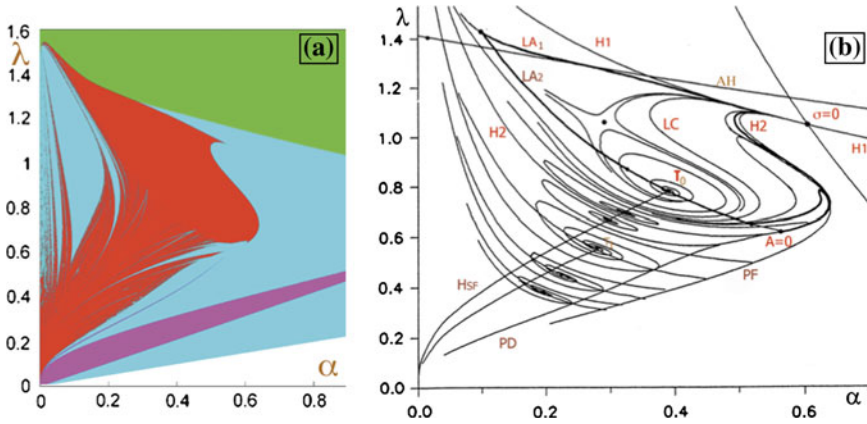 (a)
λ
1.6
1.4
1.2
1
0.8
0.6
0.4
0.2
0
0 0.2 0.4 0.6 0.8
α
(b)
λ
1.4
1.2
1.0
0.8
0.6
0.4
0.2
0.0
0.0 0.2 0.4 0.6
α
LA1
H1
AH
LA2
σ=0
H2
LC
H2
H1
T0
A=0
HSF
PF
PD